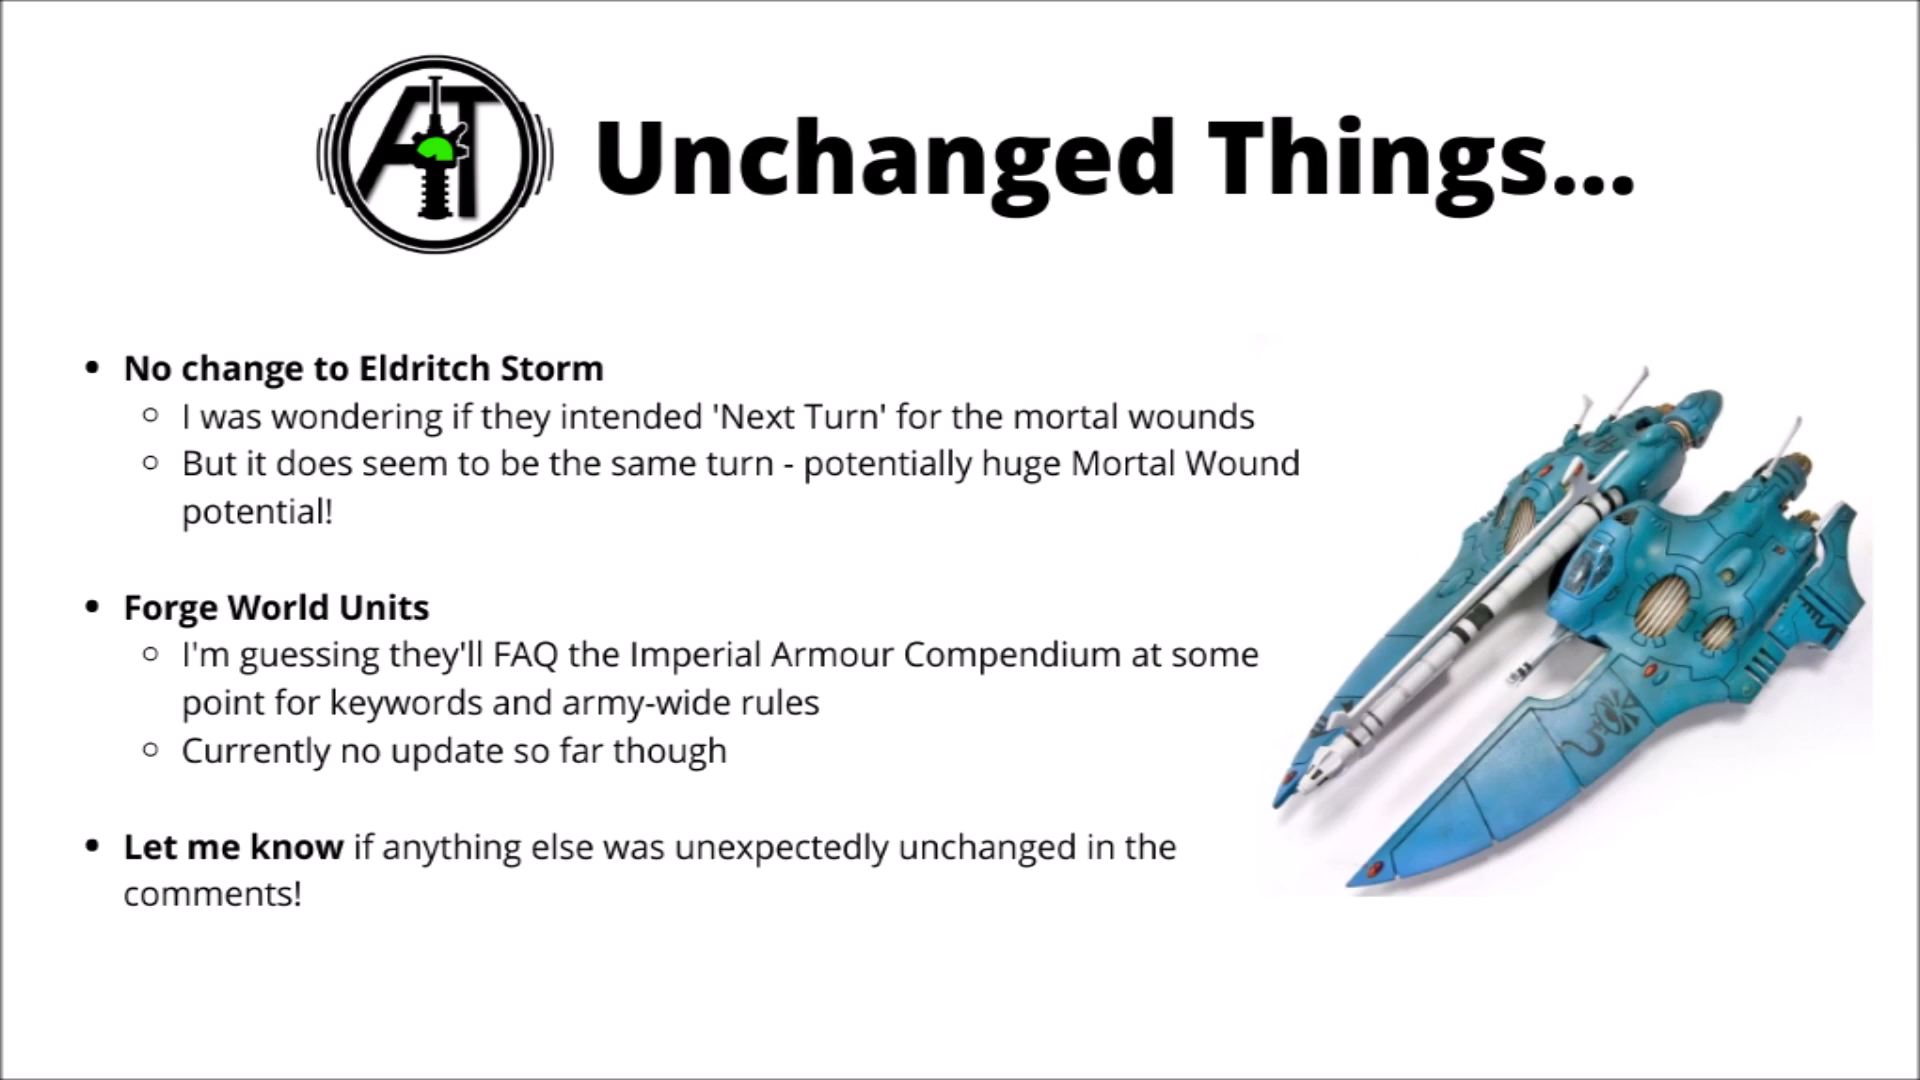 AT
Unchanged Things...
• No change to Eldritch Storm
○ I was wondering if they intended 'Next Turn' for the mortal wounds
○ But it does seem to be the same turn - potentially huge Mortal Wound
potential!
• Forge World Units
○ I'm guessing they'll FAQ the Imperial Armour Compendium at some
point for keywords and army-wide rules
○ Currently no update so far though
• Let me know if anything else was unexpectedly unchanged in the
comments!